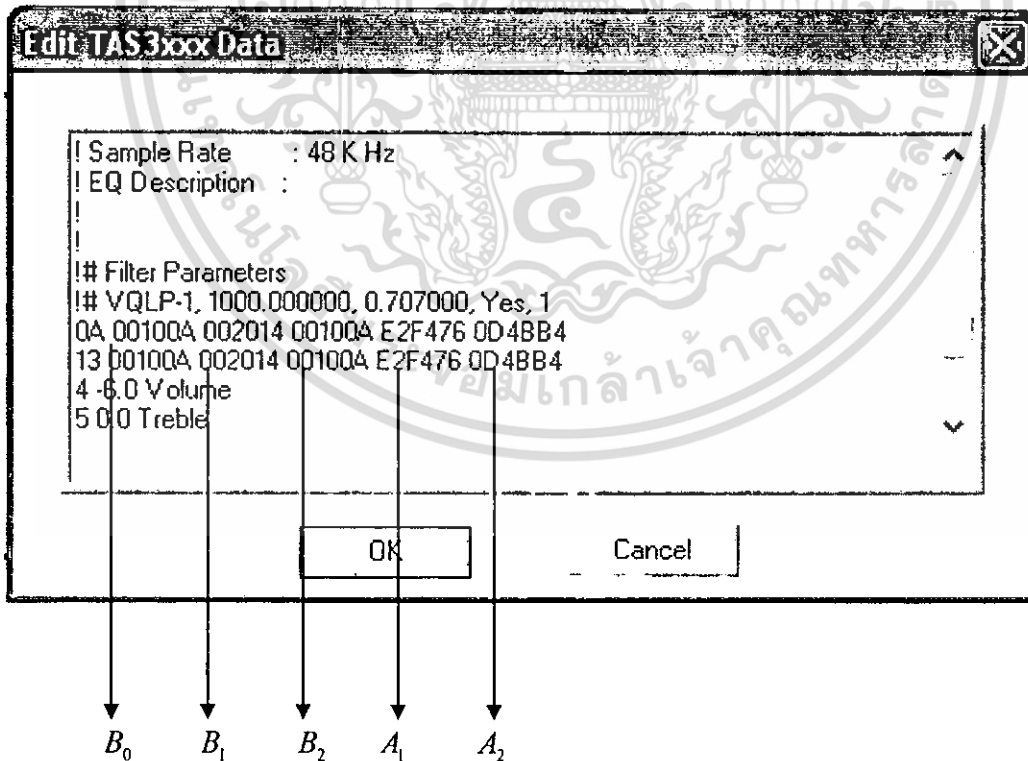 Edit TAS3xxx Data
! Sample Rate : 48 K Hz
! EQ Description :
!
!
!# Filter Parameters
!# VQLP-1, 1000.000000, 0.707000, Yes, 1
0A 00100A 002014 00100A E2F476 0D4BB4
13 00100A 002014 00100A E2F476 0D4BB4
4 -6.0 Volume
5 0.0 Treble
OK Cancel
B₀ B₁ B₂ A₁ A₂